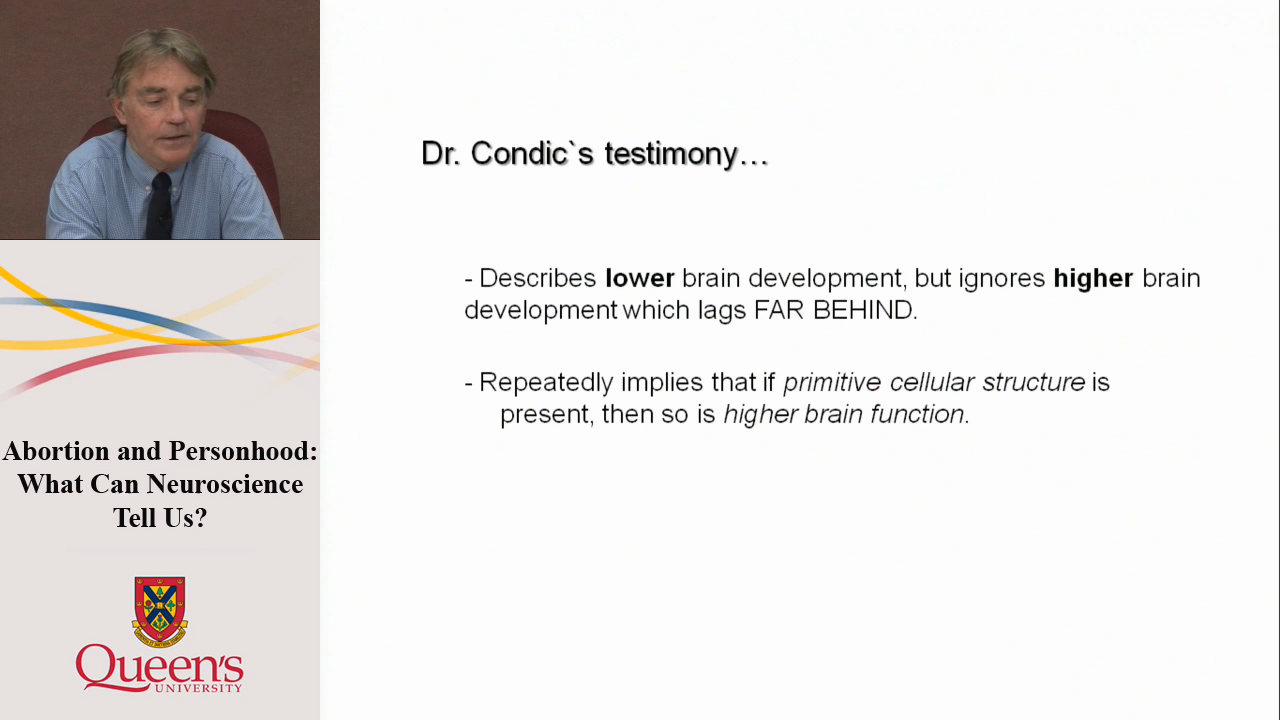 Dr. Condic`s testimony…
- Describes lower brain development, but ignores higher brain
development which lags FAR BEHIND.
- Repeatedly implies that if primitive cellular structure is
present, then so is higher brain function.
Abortion and Personhood:
What Can Neuroscience
Tell Us?
Queen's
UNIVERSITY